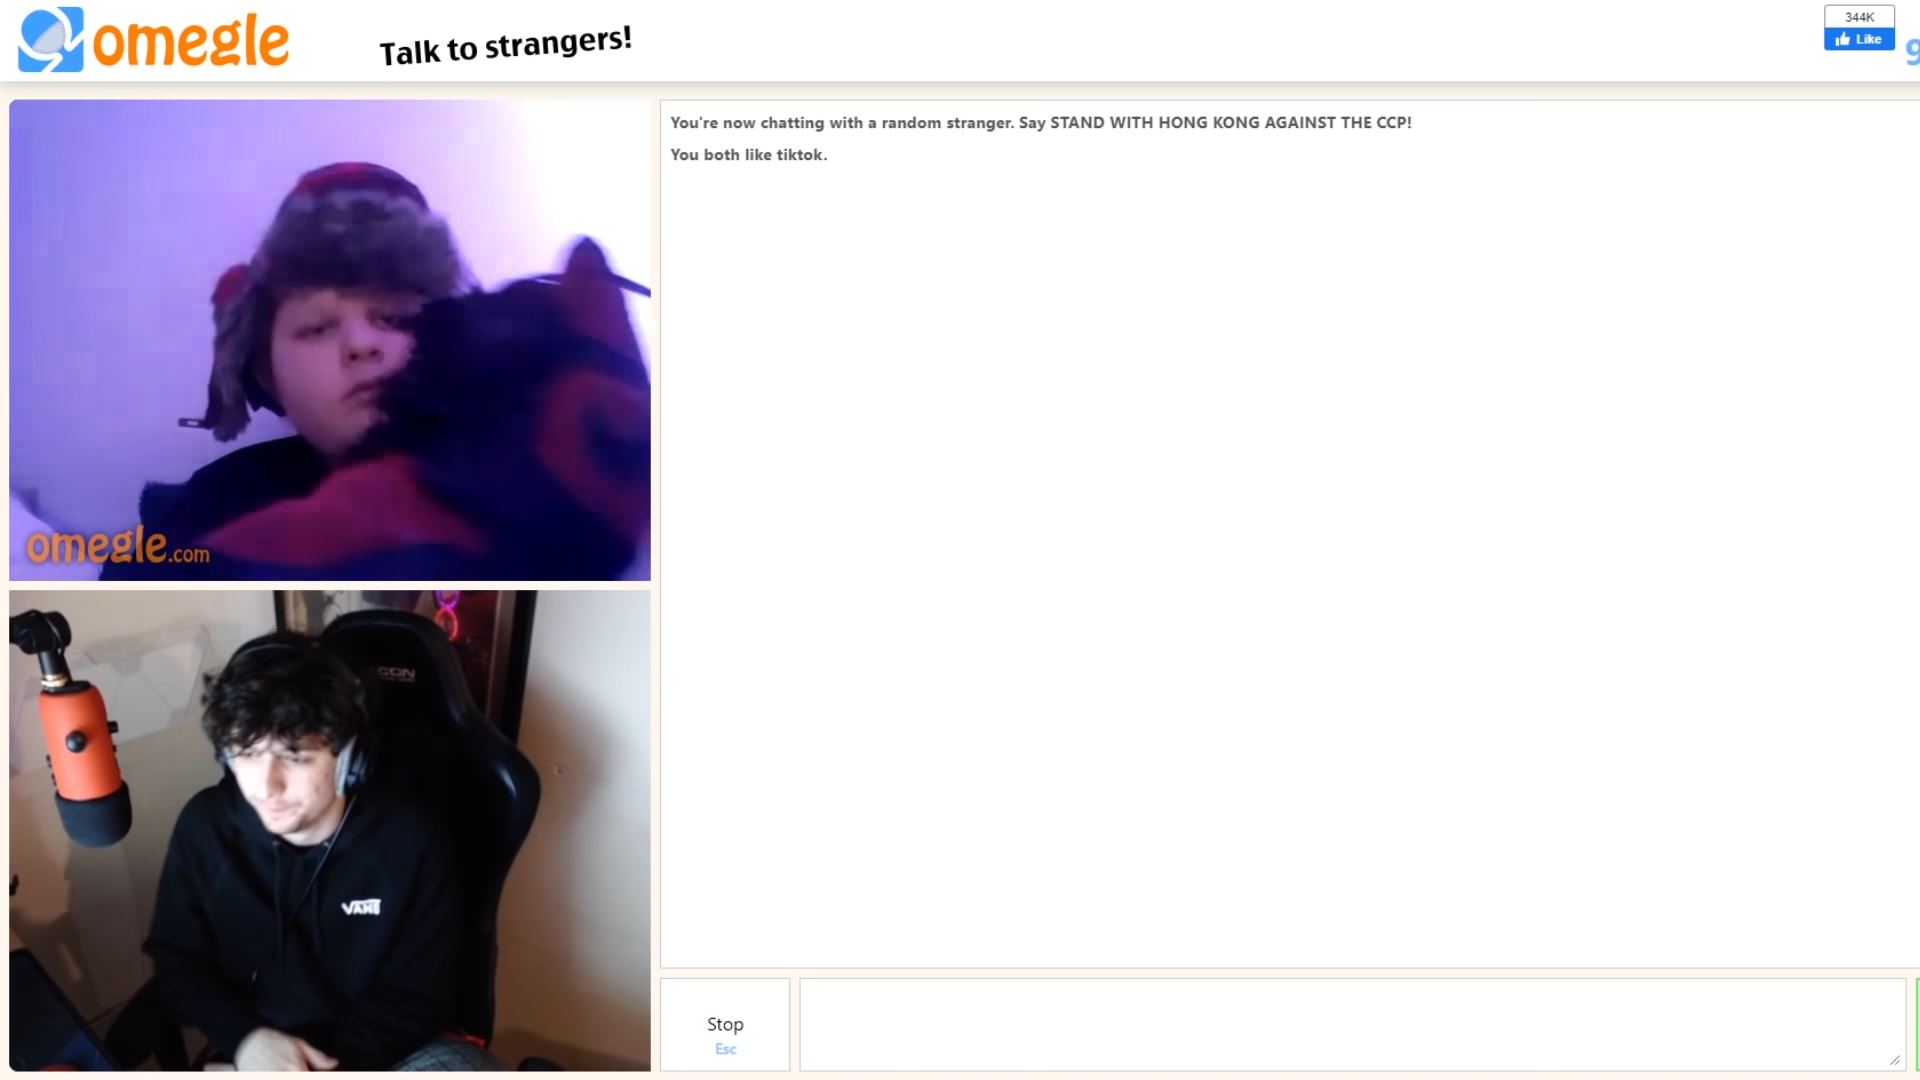 omegle
Talk to strangers!
344K
Like
You're now chatting with a random stranger. Say STAND WITH HONG KONG AGAINST THE CCP!
You both like tiktok.
omegle.com
VANS
Stop
Esc